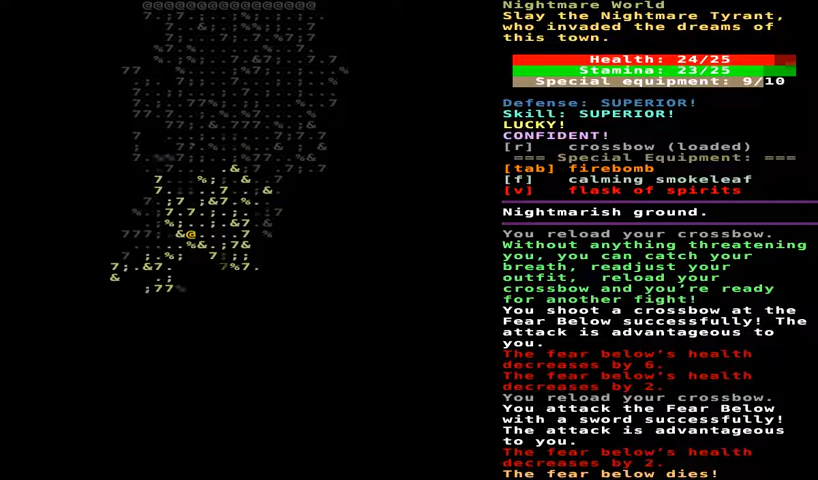 Nightmare World
Slay the Nightmare Tyrant,
who invaded the dreams of
this town.
Health: 24/25
Stamina: 23/25
Special equipment: 9/10
Defense: SUPERIOR!
Skill: SUPERIOR!
LUCKY!
CONFIDENT!
[r] crossbow (loaded)
=== Special Equipment: ===
[tab] firebomb
[f] calming smokeleaf
[v] flask of spirits
Nightmarish ground.
You reload your crossbow.
Without anything threatening
you, you can catch your
breath, readjust your
outfit, reload your
crossbow and you're ready
for another fight!
You shoot a crossbow at the
Fear Below successfully! The
attack is advantageous to
you.
The fear below's health
decreases by 6.
The fear below's health
decreases by 2.
You reload your crossbow.
You attack the Fear Below
with a sword successfully!
The attack is advantageous
to you.
The fear below's health
decreases by 2.
The fear below dies!